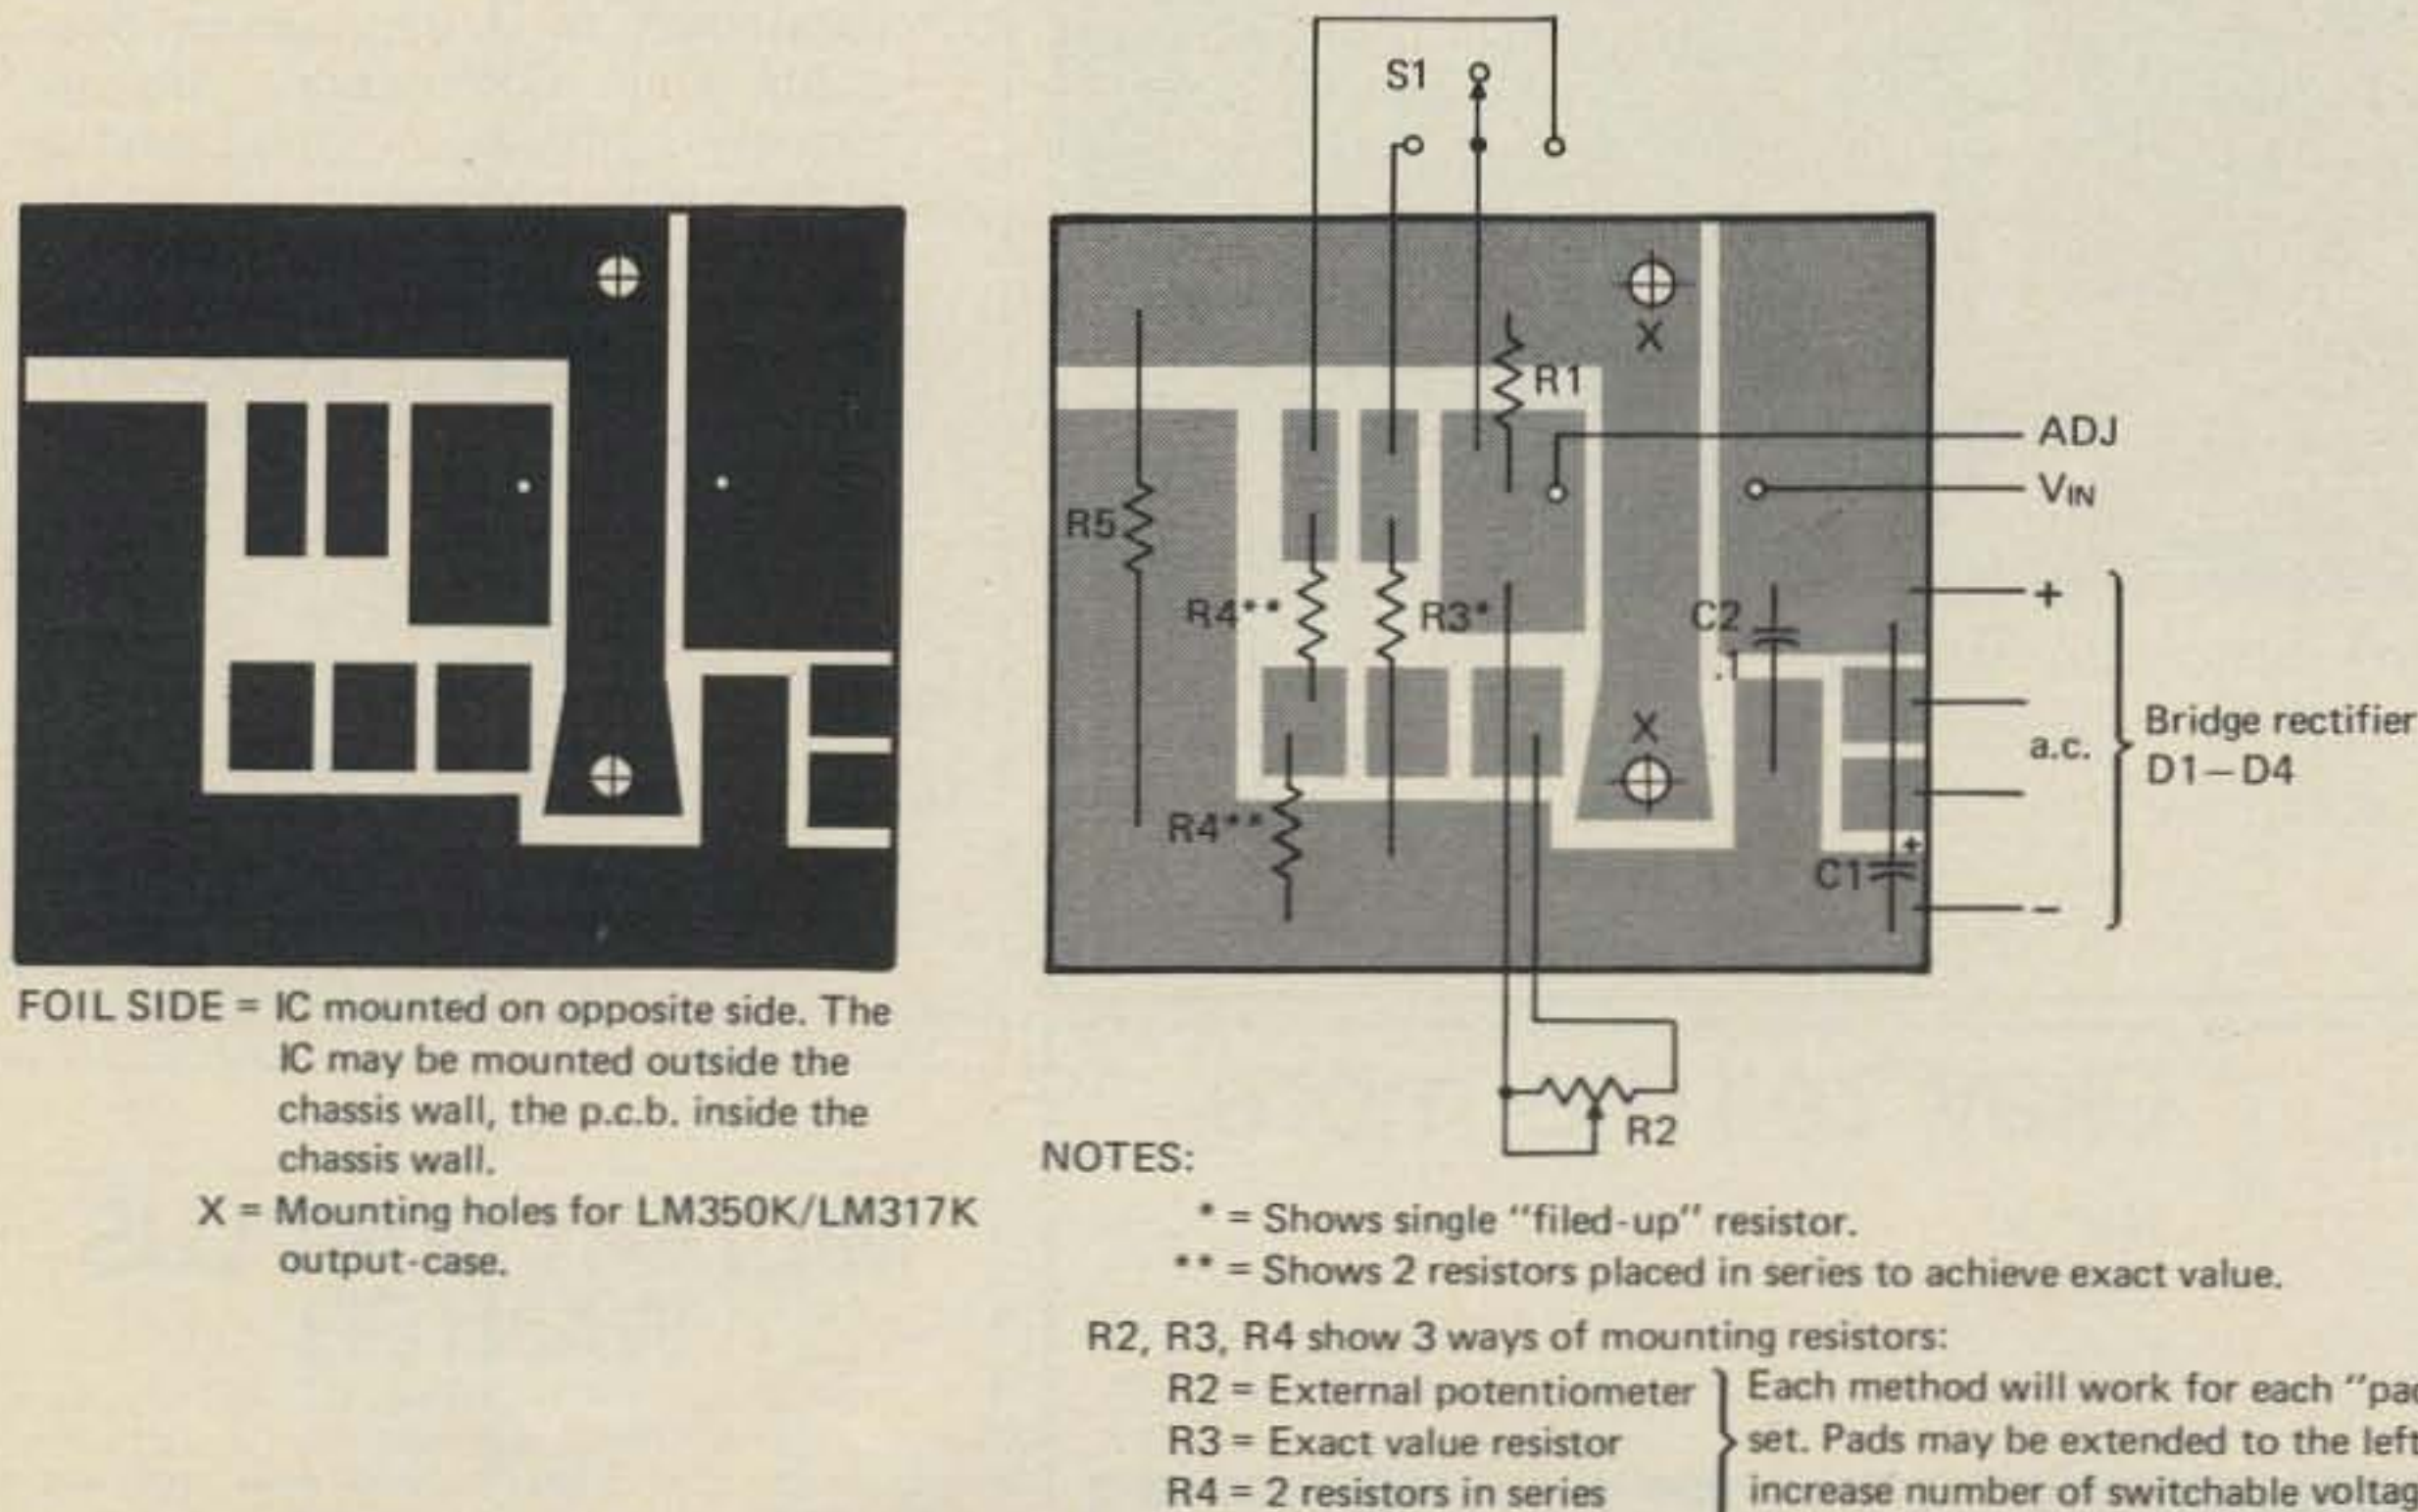 S1
R1
X
ADJ
VIN
R5
R4**
R3*
C2
.1
+
X
a.c.
Bridge rectifier
D1–D4
R4**
+
C1
–
R2
FOIL SIDE = IC mounted on opposite side. The
IC may be mounted outside the
chassis wall, the p.c.b. inside the
chassis wall.
X = Mounting holes for LM350K/LM317K
output-case.
NOTES:
* = Shows single "filed-up" resistor.
** = Shows 2 resistors placed in series to achieve exact value.
R2, R3, R4 show 3 ways of mounting resistors:
R2 = External potentiometer
R3 = Exact value resistor
R4 = 2 resistors in series
Each method will work for each
set. Pads may be extended to the left
increase number of switchable